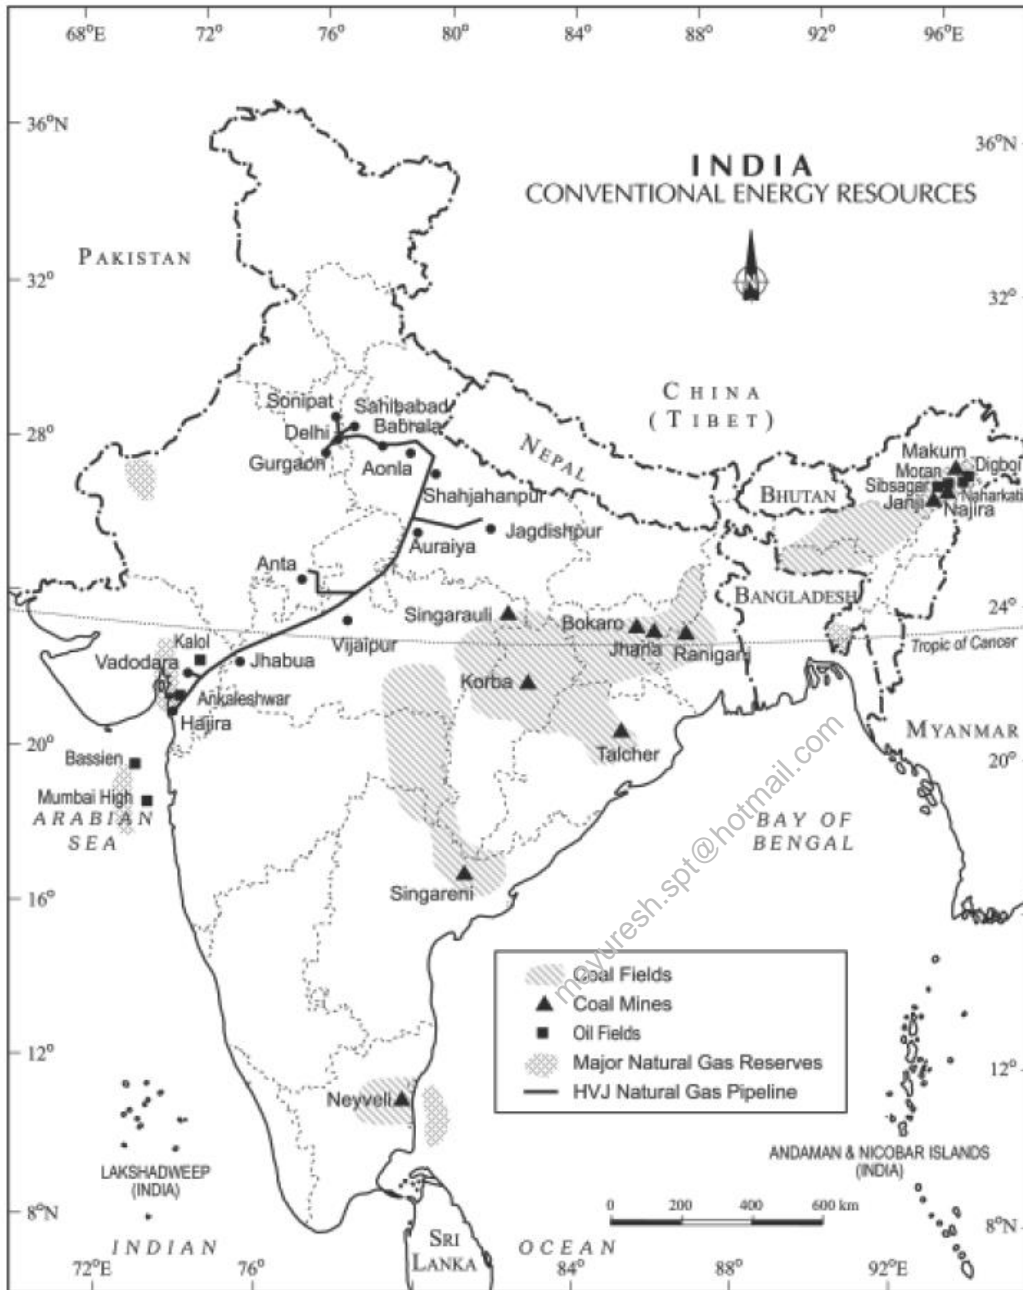 68°E 72° 76° 80° 84° 88° 92° 96°E
36°N
36°N
INDIA
CONVENTIONAL ENERGY RESOURCES
PAKISTAN
N
32°
32°
CHINA
(TIBET)
Sonipat
Sahibabad
Delhi
Babrala
28°
Gurgaon
Aonla
NEPAL
Shahjahanpur
Makum
Digboi
Moran
Sibsagar
Naharkati
Janji
Najira
BHUTAN
Auraiya
Jagdishpur
Anta
BANGLADESH
24°
Singarauli
Bokaro
Jharia
Raniganj
Tropic of Cancer
Vijaipur
Kalol
Vadodara
Jhabua
Ankaleshwar
Hajira
Korba
Talcher
MYANMAR
20°
20°
Bassien
Mumbai High
ARABIAN
SEA
BAY OF
BENGAL
mayuresh.spt@hotmail.com
Singareni
16°
Coal Fields
Coal Mines
Oil Fields
Major Natural Gas Reserves
HVJ Natural Gas Pipeline
12°
12°
Neyveli
LAKSHADWEEP
(INDIA)
ANDAMAN & NICOBAR ISLANDS
(INDIA)
0 200 400 600 km
8°N
8°N
SRI
LANKA
INDIAN OCEAN
72°E 76° 84° 88° 92°E